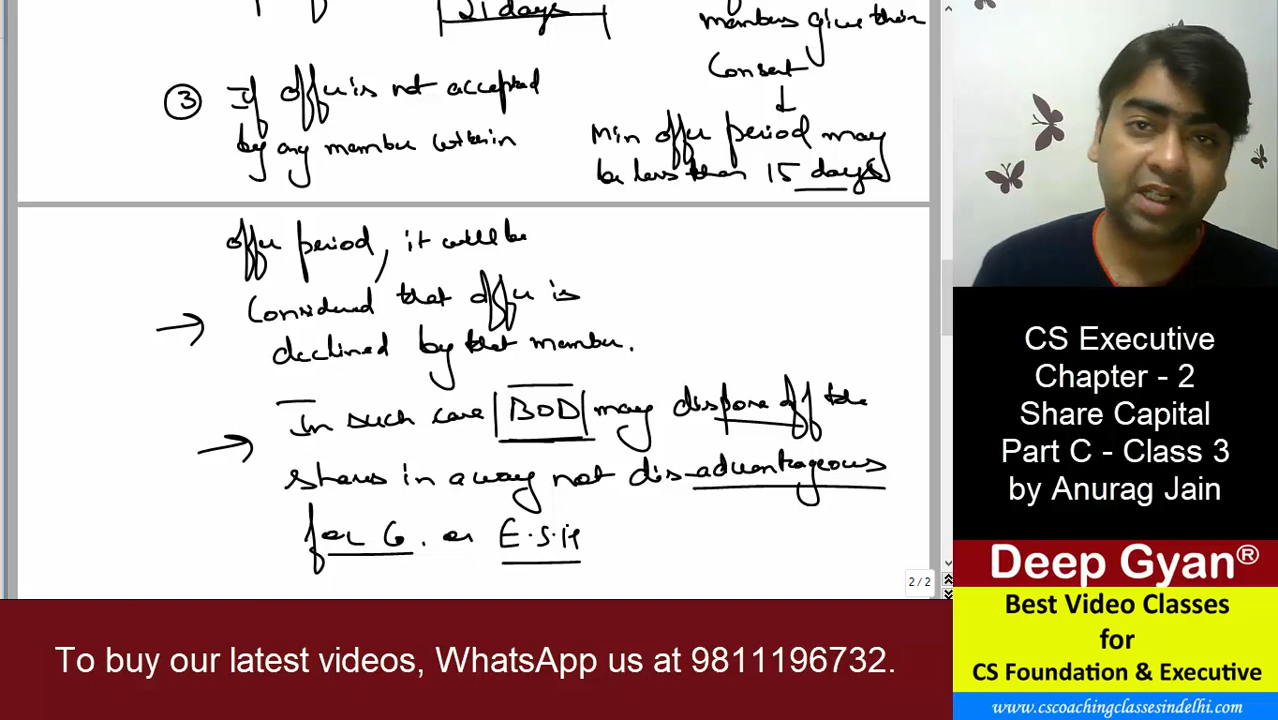 21 days
members give their
Consent
③ If offer is not accepted
by any member within
Min offer period may
be less than 15 days
offer period, it will be
→ Considered that offer is
declined by that member.
→ In such case BOD may dispose off the
shares in a way not dis-advantageous
for Co. or E.S.H
2/2
CS Executive
Chapter - 2
Share Capital
Part C - Class 3
by Anurag Jain
Deep Gyan®
Best Video Classes
for
CS Foundation & Executive
www.cscoachingclassesindelhi.com
To buy our latest videos, WhatsApp us at 9811196732.